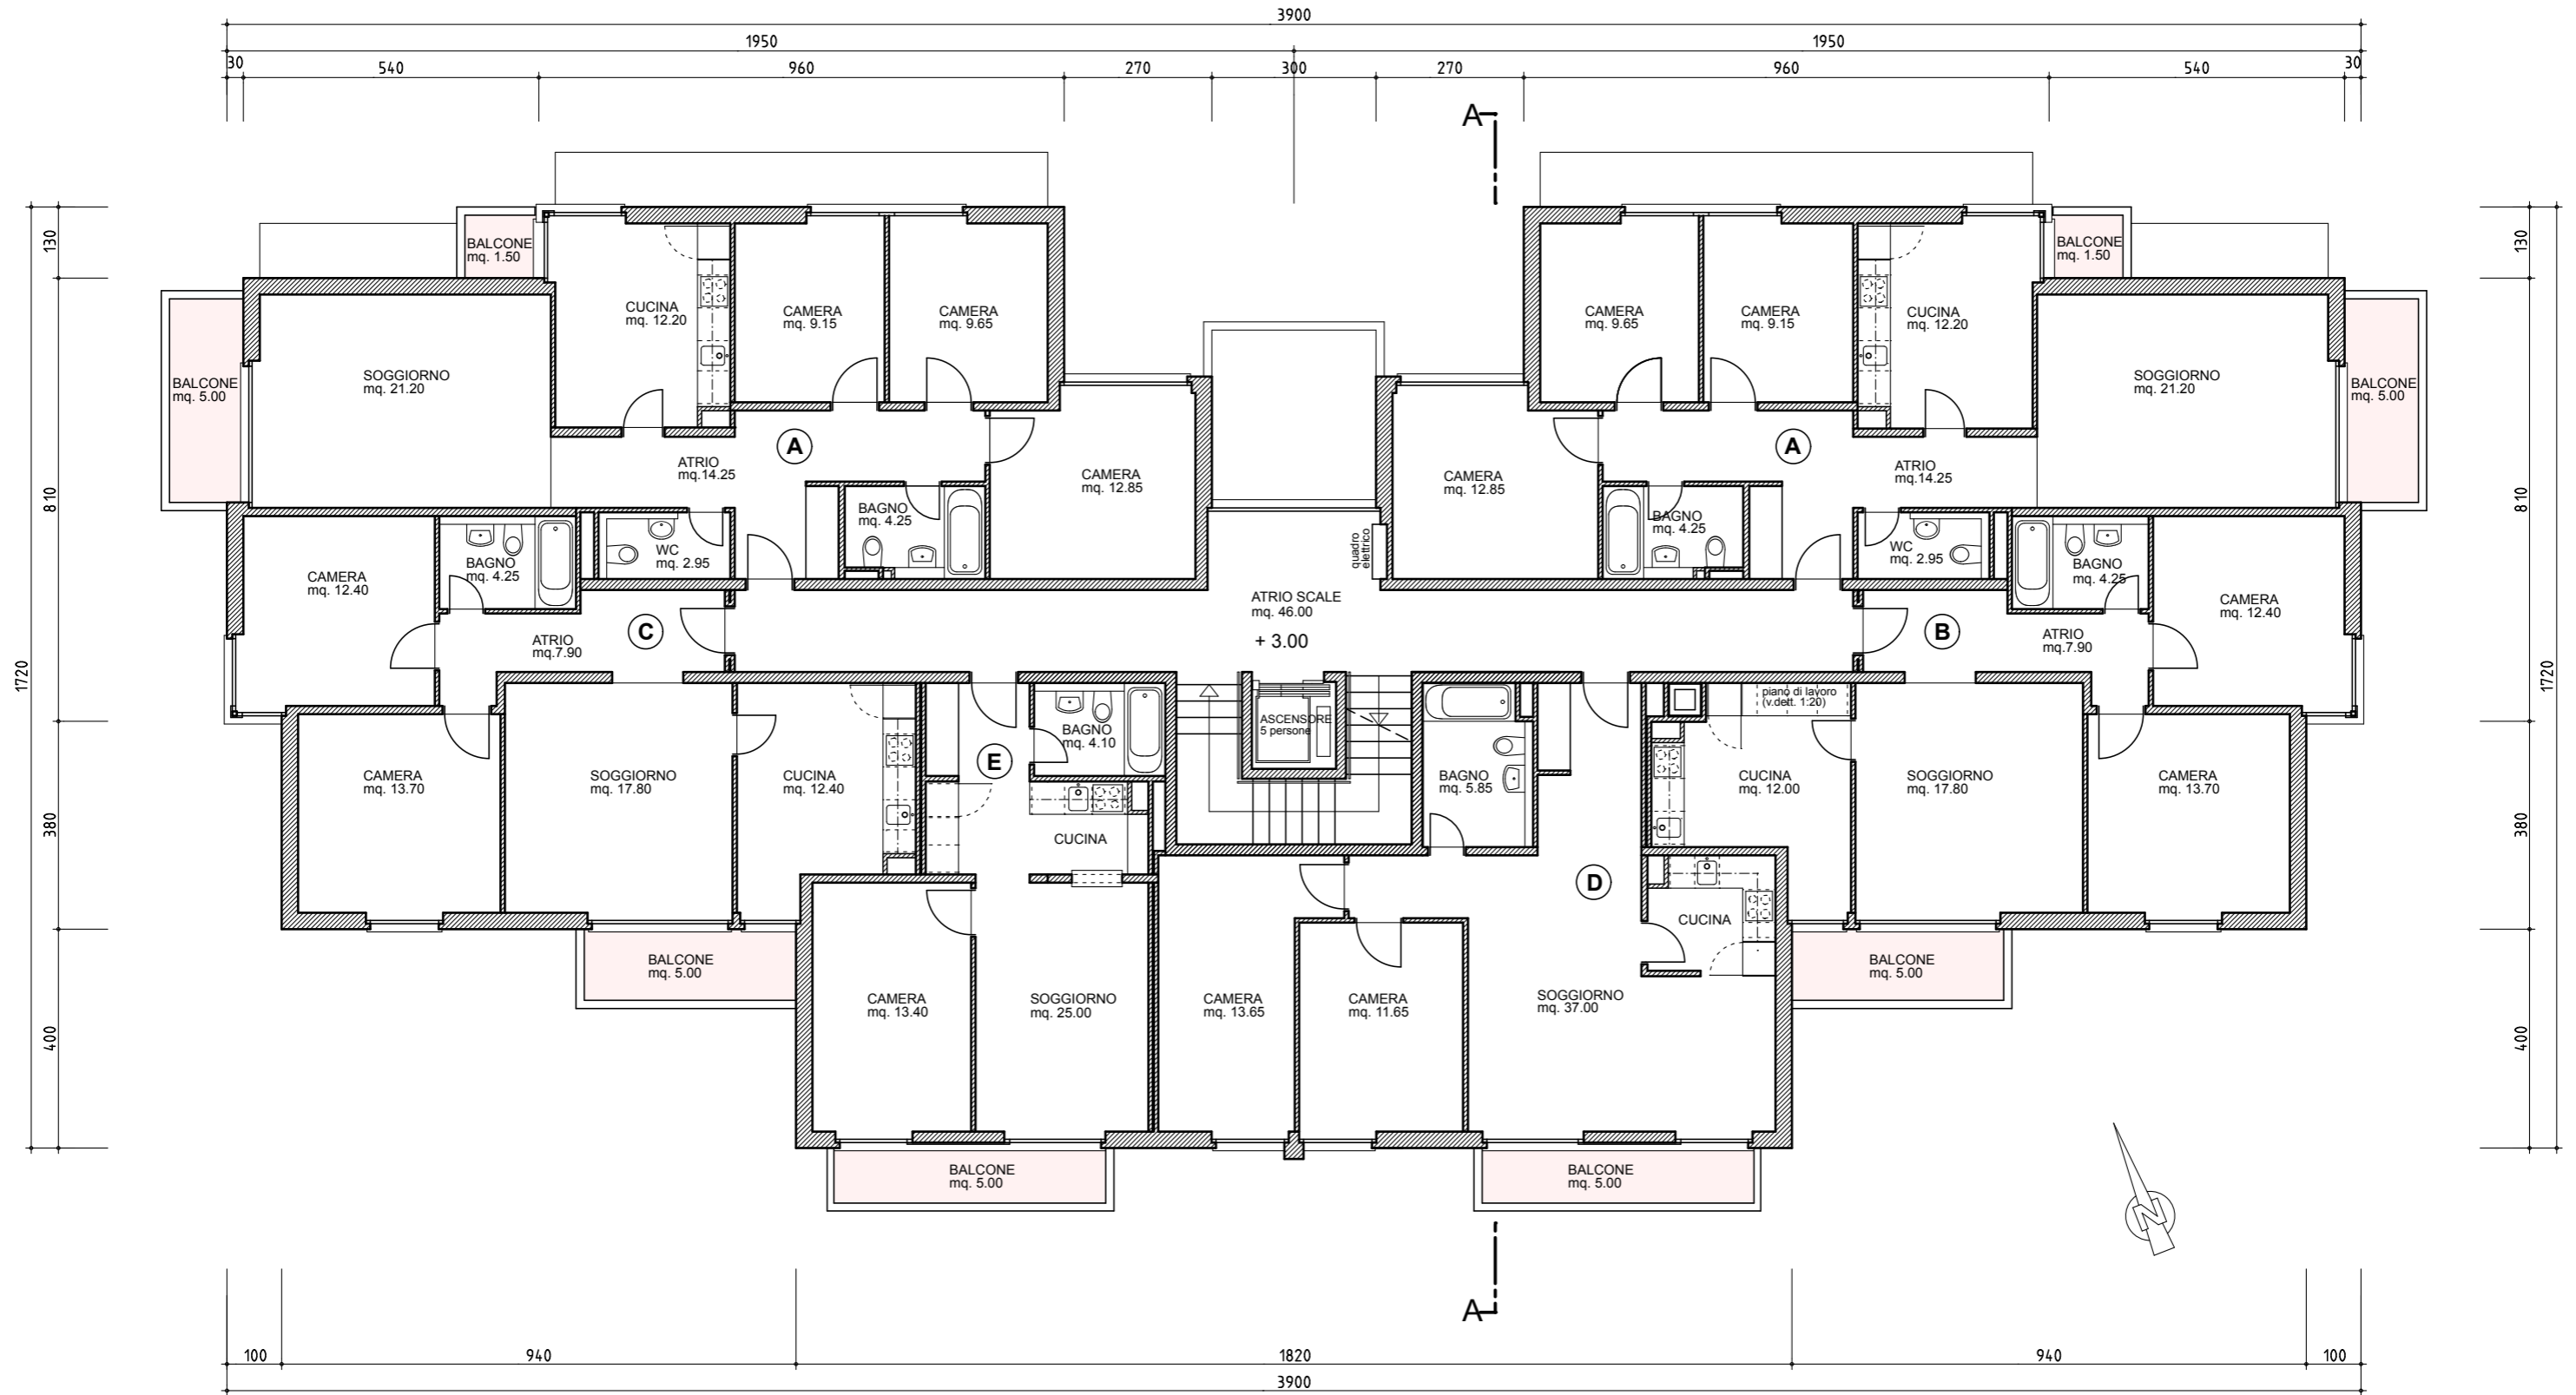 3900
1950
1950
30
540
960
270
300
270
960
540
30
A
A
130
810
380
400
1720
130
810
380
400
1720
BALCONE
mq. 1.50
BALCONE
mq. 5.00
SOGGIORNO
mq. 21.20
CUCINA
mq. 12.20
CAMERA
mq. 9.15
CAMERA
mq. 9.65
A
ATRIO
mq.14.25
CAMERA
mq. 12.85
BAGNO
mq. 4.25
WC
mq. 2.95
BAGNO
mq. 4.25
CAMERA
mq. 12.40
ATRIO
mq.7.90
C
CAMERA
mq. 9.65
CAMERA
mq. 9.15
CUCINA
mq. 12.20
BALCONE
mq. 1.50
SOGGIORNO
mq. 21.20
BALCONE
mq. 5.00
CAMERA
mq. 12.85
A
ATRIO
mq.14.25
quadro
elettrico
BAGNO
mq. 4.25
WC
mq. 2.95
BAGNO
mq. 4.25
CAMERA
mq. 12.40
ATRIO SCALE
mq. 46.00
+ 3.00
B
ATRIO
mq.7.90
CAMERA
mq. 13.70
SOGGIORNO
mq. 17.80
CUCINA
mq. 12.40
E
BAGNO
mq. 4.10
CUCINA
ASCENSORE
5 persone
BAGNO
mq. 5.85
piano di lavoro
(v.dett. 1:20)
CUCINA
mq. 12.00
SOGGIORNO
mq. 17.80
CAMERA
mq. 13.70
D
CUCINA
BALCONE
mq. 5.00
CAMERA
mq. 13.40
SOGGIORNO
mq. 25.00
CAMERA
mq. 13.65
CAMERA
mq. 11.65
SOGGIORNO
mq. 37.00
BALCONE
mq. 5.00
BALCONE
mq. 5.00
BALCONE
mq. 5.00
N
100
940
1820
940
100
3900